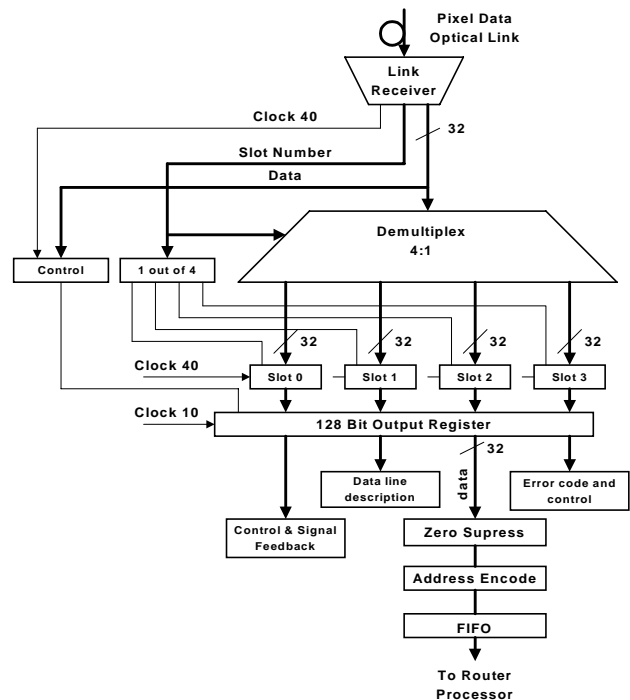 Pixel Data
Optical Link
Link
Receiver
Clock 40
32
Slot Number
Data
Demultiplex
4:1
Control
1 out of 4
32
32
32
32
Clock 40
Slot 0
Slot 1
Slot 2
Slot 3
Clock 10
128 Bit Output Register
32
data
Data line
description
Error code and
control
Control & Signal
Feedback
Zero Supress
Address Encode
FIFO
To Router
Processor